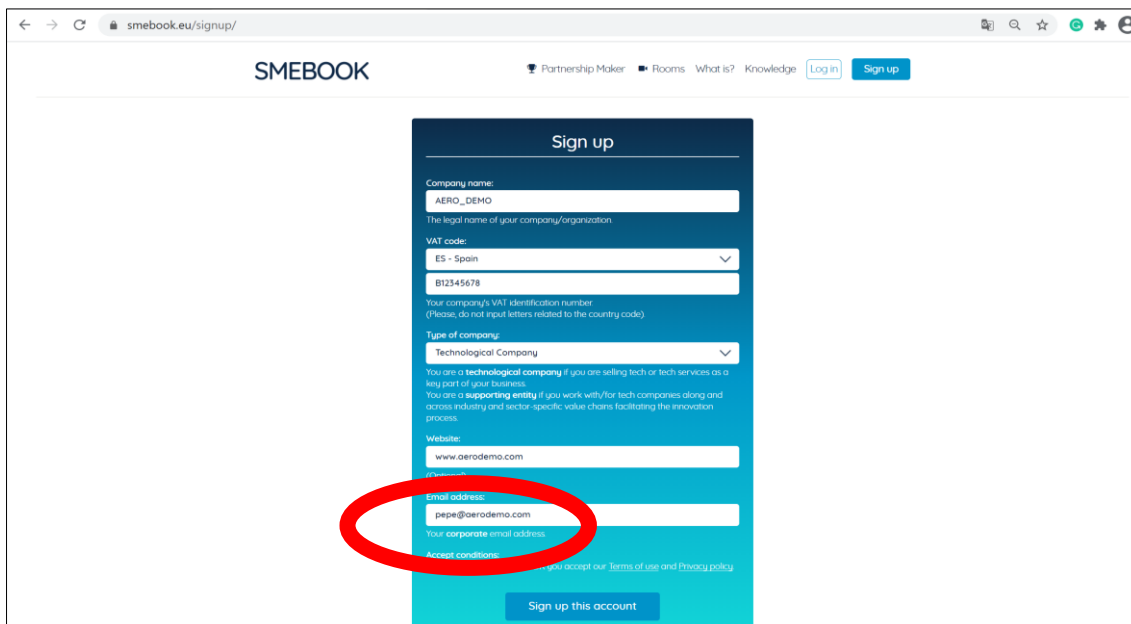 smebook.eu/signup/
SMEBOOK
Partnership Maker Rooms What is? Knowledge Log in Sign up
Sign up
Company name:
AERO_DEMO
The legal name of your company/organization.
VAT code:
ES - Spain
B12345678
Your company's VAT identification number.
(Please, do not input letters related to the country code).
Type of company:
Technological Company
You are a technological company if you are selling tech or tech services as a
key part of your business.
You are a supporting entity if you work with/for tech companies along and
across industry and sector-specific value chains facilitating the innovation
process.
Website:
www.aerodemo.com
(Optional)
Email address:
pepe@aerodemo.com
Your corporate email address.
Accept conditions:
you accept our Terms of use and Privacy policy.
Sign up this account